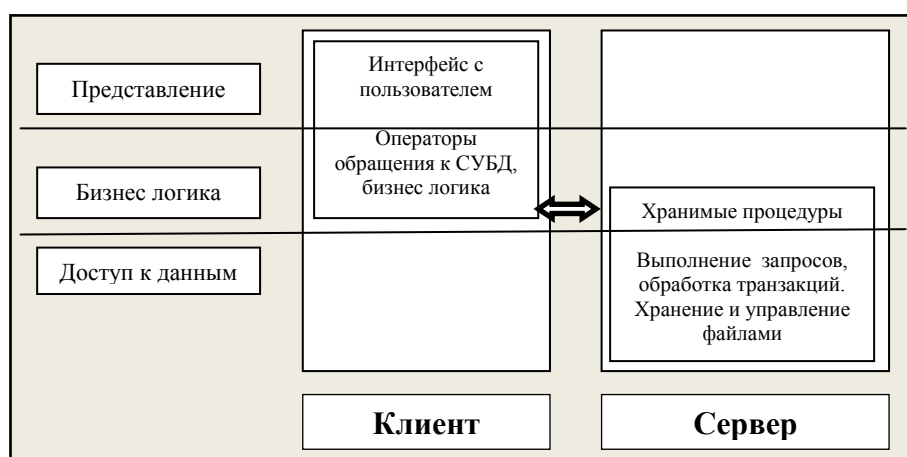 Представление
Бизнес логика
Доступ к данным
Интерфейс с
пользователем
Операторы
обращения к СУБД,
бизнес логика
Хранимые процедуры
Выполнение запросов,
обработка транзакций.
Хранение и управление
файлами
Клиент
Сервер